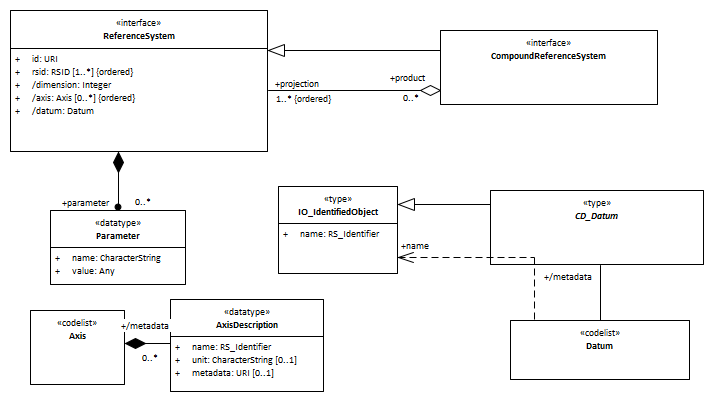 «interface»
ReferenceSystem
+ id: URI
+ rsid: RSID [1..*] {ordered}
+ /dimension: Integer
+ /axis: Axis [0..*] {ordered}
+ /datum: Datum
«interface»
CompoundReferenceSystem
+projection
1..* {ordered}
+product
0..*
+parameter
0..*
«datatype»
Parameter
+ name: CharacterString
+ value: Any
«type»
IO_IdentifiedObject
+ name: RS_Identifier
«type»
CD_Datum
+name
+/metadata
«codelist»
Datum
«codelist»
Axis
+/metadata
0..*
«datatype»
AxisDescription
+ name: RS_Identifier
+ unit: CharacterString [0..1]
+ metadata: URI [0..1]